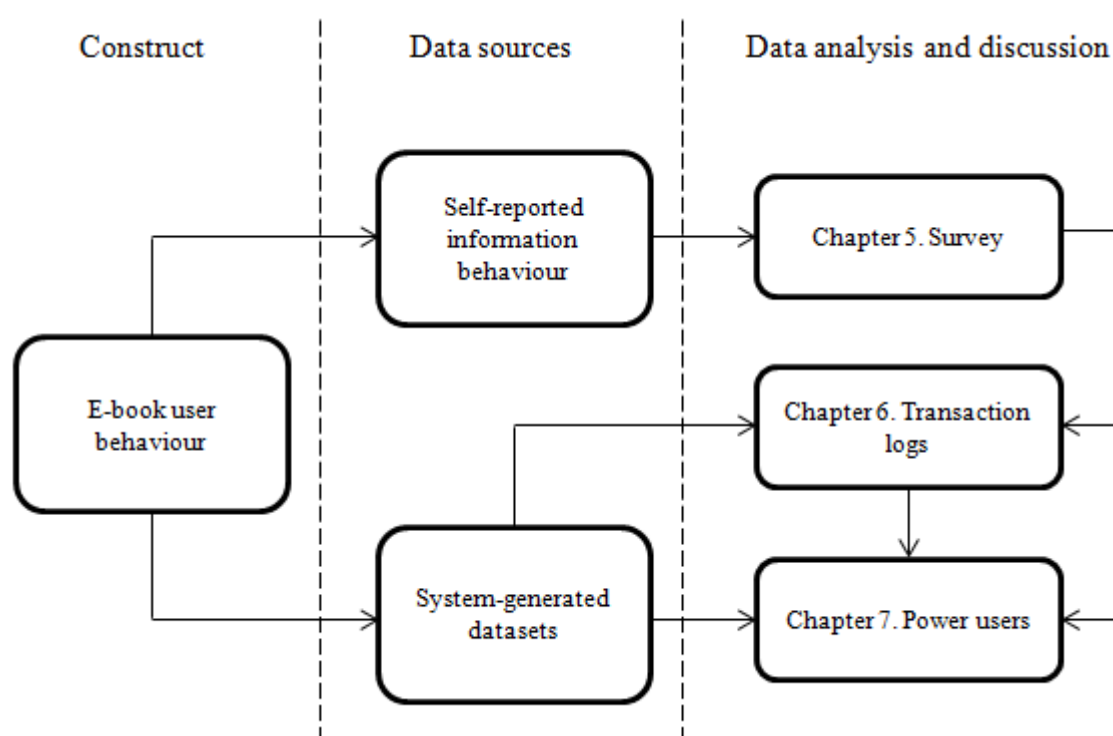 Construct
Data sources
Data analysis and discussion
Self-reported
information
behaviour
Chapter 5. Survey
E-book user
behaviour
Chapter 6. Transaction
logs
System-generated
datasets
Chapter 7. Power users